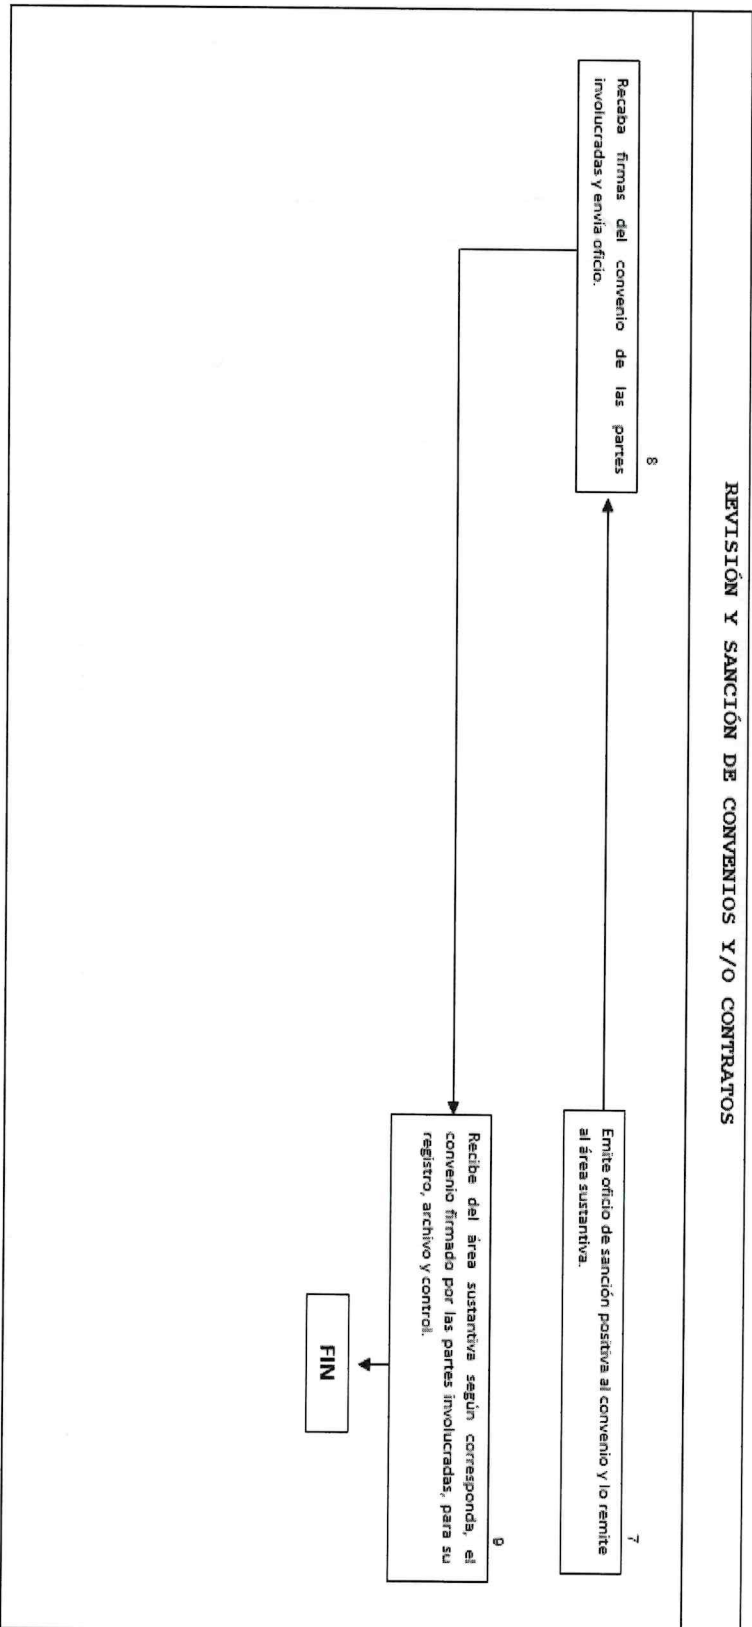 REVISIÓN Y SANCIÓN DE CONVENIOS Y/O CONTRATOS
7
Emite oficio de sanción positiva al convenio y lo remite
al área sustantiva.
8
Recaba firmas del convenio de las partes
involucradas y envía oficio.
9
Recibe del área sustantiva según corresponda, el
convenio firmado por las partes involucradas, para su
registro, archivo y control.
FIN